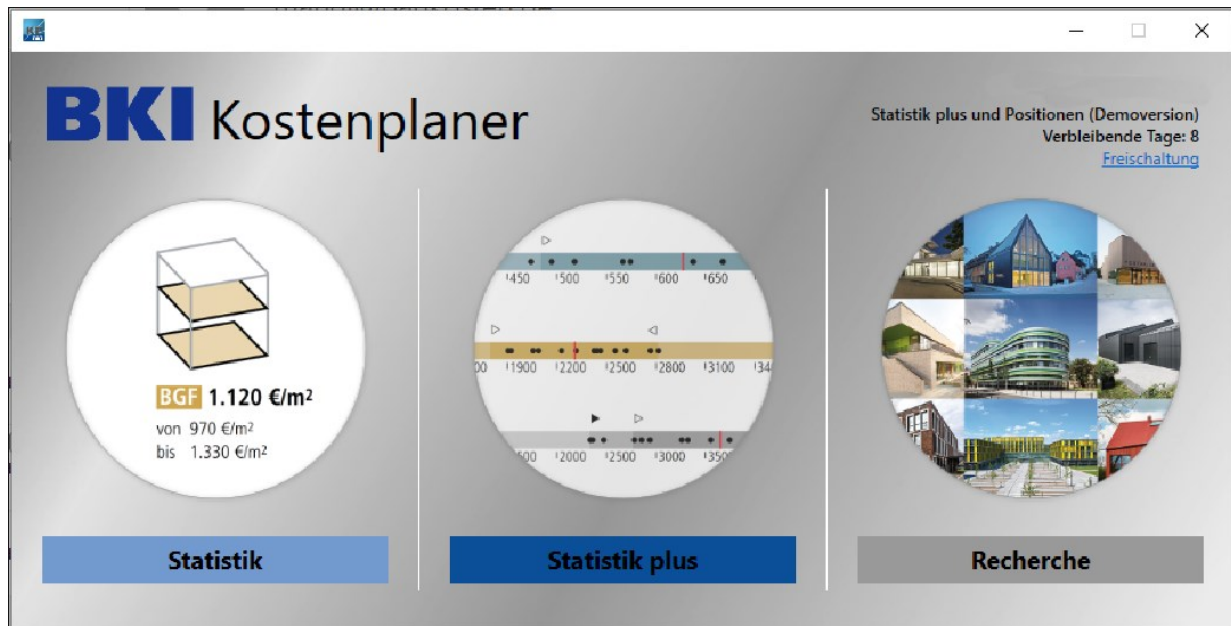 BKI Kostenplaner
Statistik plus und Positionen (Demoversion)
Verbleibende Tage: 8
Freischaltung
BGF 1.120 €/m²
von 970 €/m²
bis 1.330 €/m²
450 500 550 600 650
1900 2200 2500 2800 3100
2000 2500 3000
Statistik
Statistik plus
Recherche